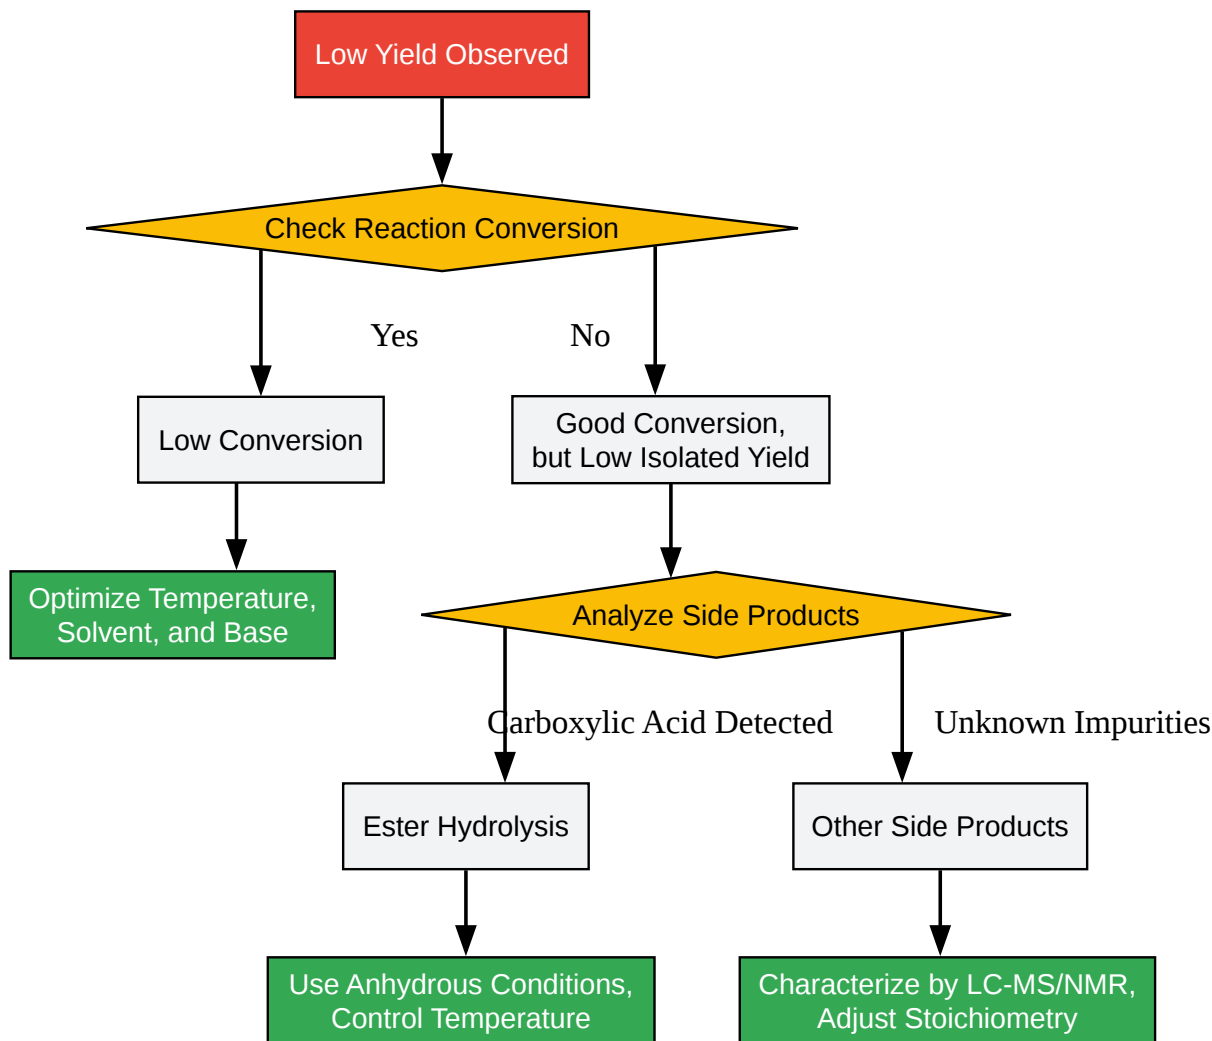 Low Yield Observed
Check Reaction Conversion
Yes
No
Low Conversion
Good Conversion,
but Low Isolated Yield
Optimize Temperature,
Solvent, and Base
Analyze Side Products
Carboxylic Acid Detected
Unknown Impurities
Ester Hydrolysis
Other Side Products
Use Anhydrous Conditions,
Control Temperature
Characterize by LC-MS/NMR,
Adjust Stoichiometry